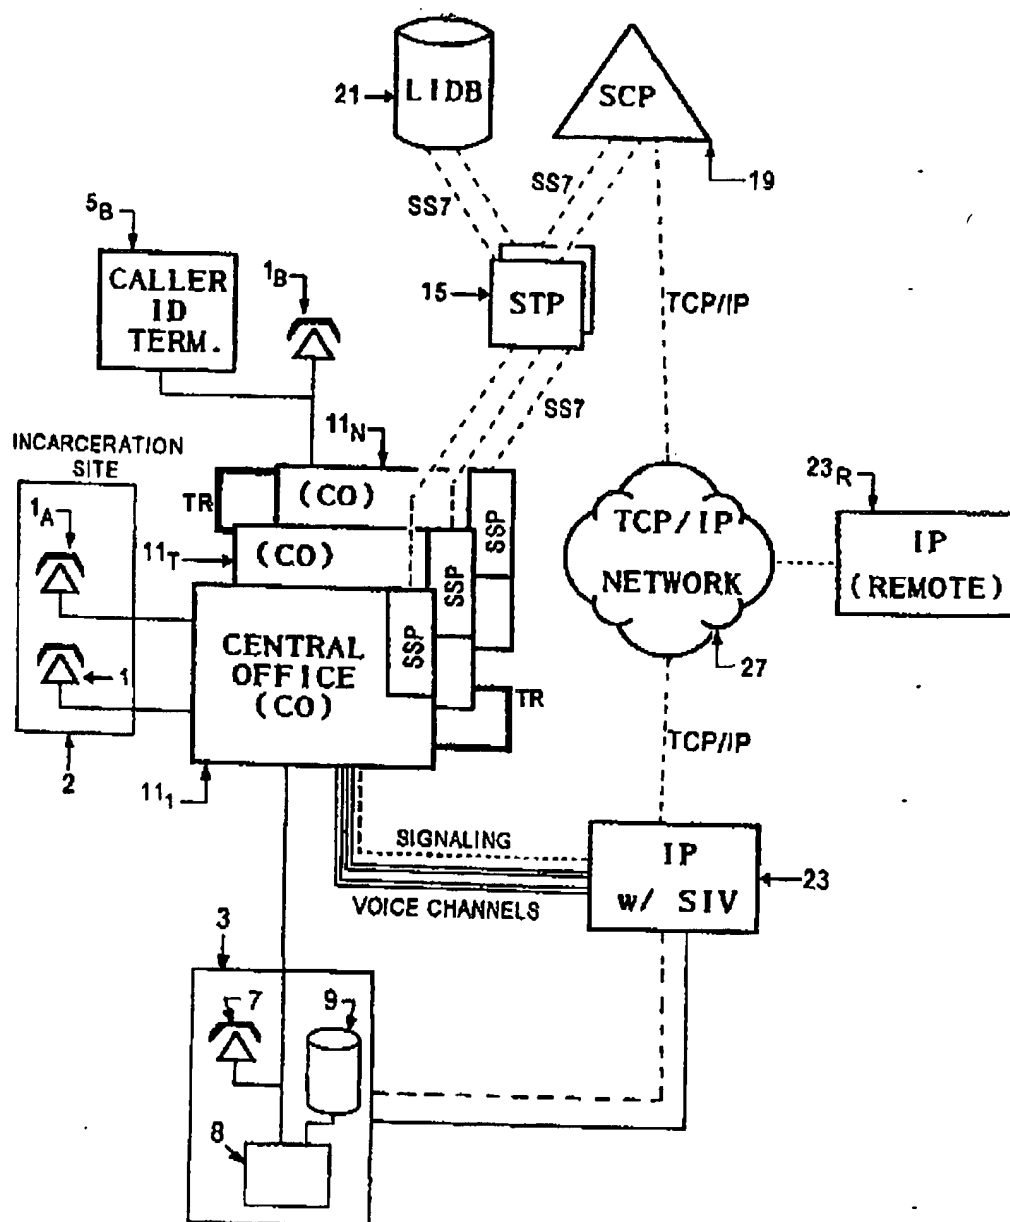 LIDB
21
SCP
19
SS7
SS7
5B
CALLER
ID
TERM.
1B
15
STP
TCP/IP
SS7
INCARCERATION
SITE
11N
1A
TR
(CO)
SSP
23R
11T
(CO)
SSP
TCP/IP
NETWORK
IP
(REMOTE)
1
CENTRAL
OFFICE
(CO)
SSP
TR
27
2
111
TCP/IP
SIGNALING
IP
w/ SIV
23
VOICE CHANNELS
3
7
9
8